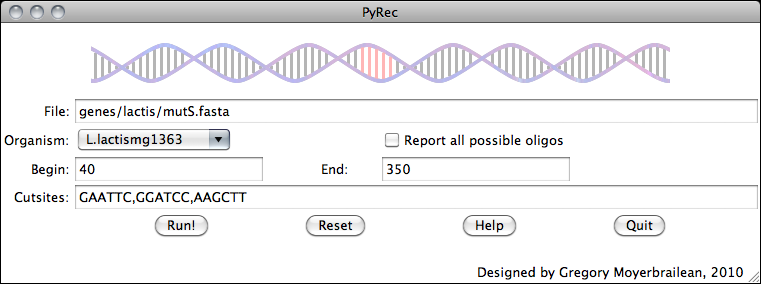 PyRec
File: genes/lactis/mutS.fasta
Organism: L.lactismg1363 Report all possible oligos
Begin: 40 End: 350
Cutsites: GAATTC,GGATCC,AAGCTT
Run! Reset Help Quit
Designed by Gregory Moyerbrailean, 2010